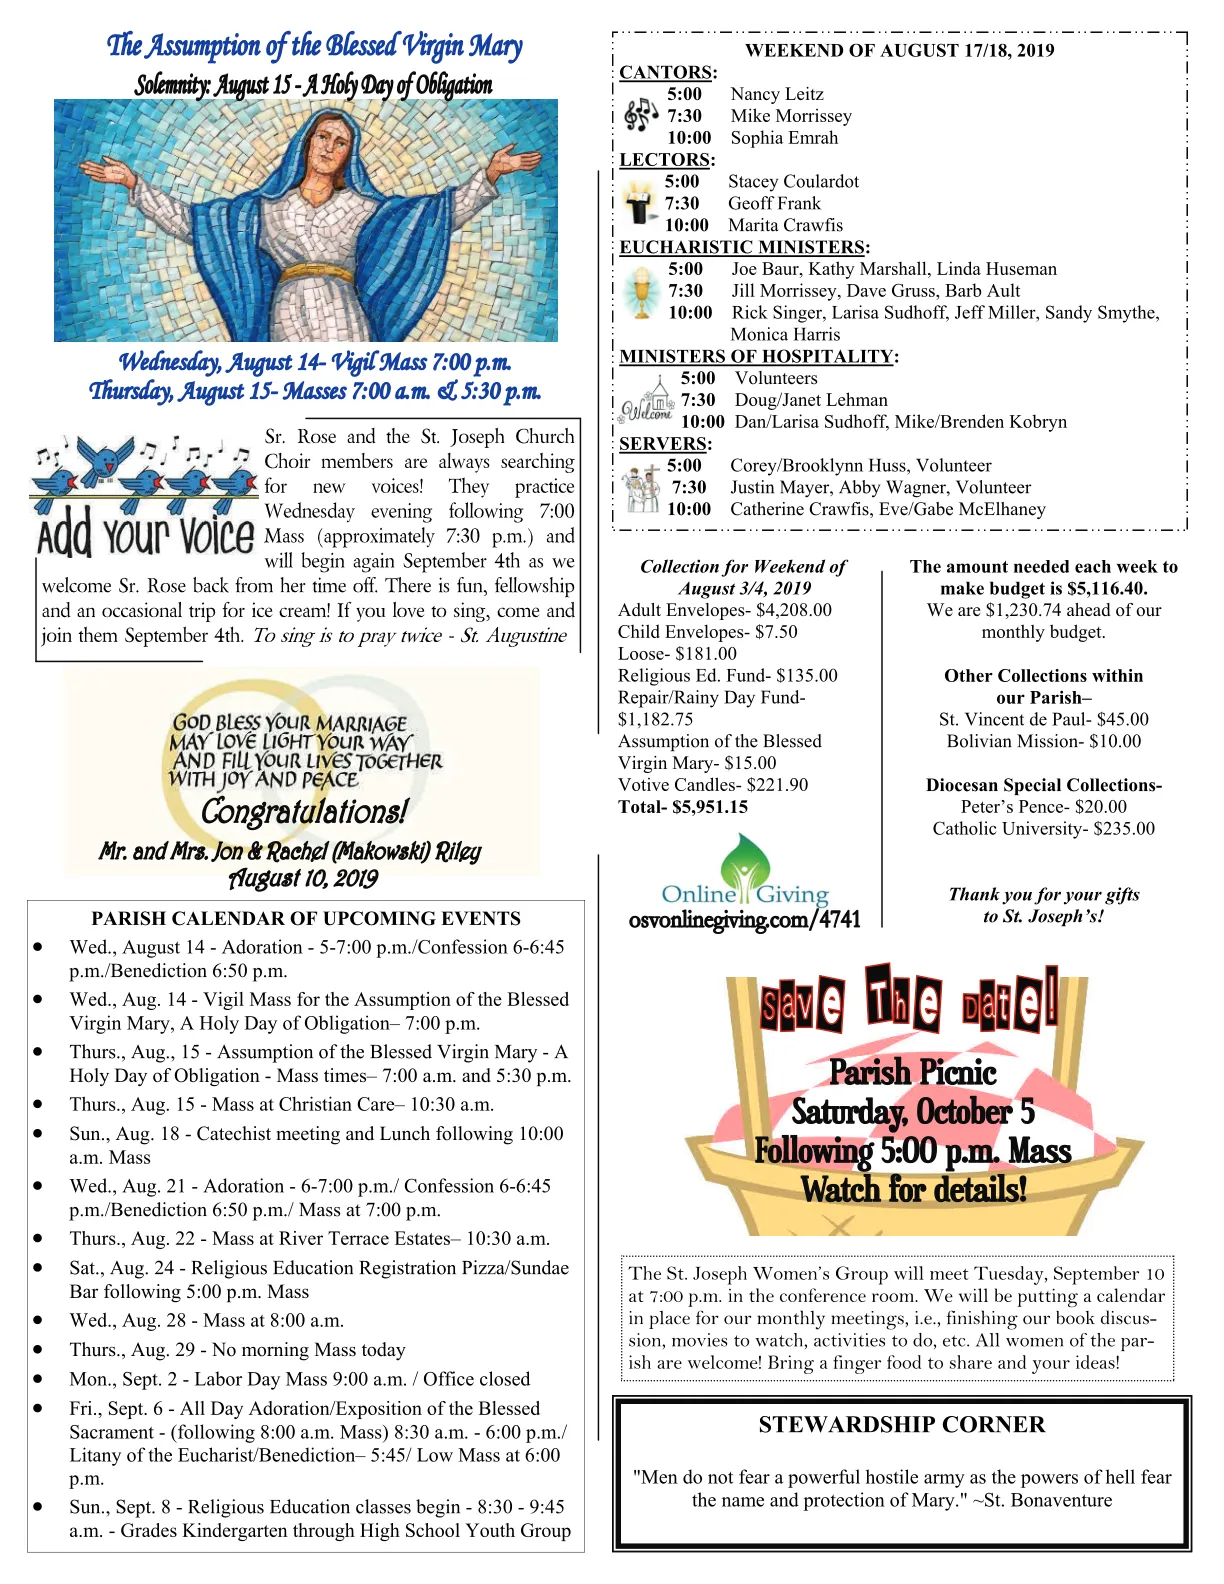 The Assumption of the Blessed Virgin Mary
Solemnity: August 15 - A Holy Day of Obligation
Wednesday, August 14- Vigil Mass 7:00 p.m.
Thursday, August 15- Masses 7:00 a.m. & 5:30 p.m.
Add your voice
Sr. Rose and the St. Joseph Church
Choir members are always searching
for new voices! They practice
Wednesday evening following 7:00
Mass (approximately 7:30 p.m.) and
will begin again September 4th as we
welcome Sr. Rose back from her time off. There is fun, fellowship
and an occasional trip for ice cream! If you love to sing, come and
join them September 4th. To sing is to pray twice - St. Augustine
GOD BLESS YOUR MARRIAGE
MAY LOVE LIGHT YOUR WAY
AND FILL YOUR LIVES TOGETHER
WITH JOY AND PEACE
Congratulations!
Mr. and Mrs. Jon & Rachel (Makowski) Riley
August 10, 2019
PARISH CALENDAR OF UPCOMING EVENTS
• Wed., August 14 - Adoration - 5-7:00 p.m./Confession 6-6:45
p.m./Benediction 6:50 p.m.
• Wed., Aug. 14 - Vigil Mass for the Assumption of the Blessed
Virgin Mary, A Holy Day of Obligation– 7:00 p.m.
• Thurs., Aug., 15 - Assumption of the Blessed Virgin Mary - A
Holy Day of Obligation - Mass times– 7:00 a.m. and 5:30 p.m.
• Thurs., Aug. 15 - Mass at Christian Care– 10:30 a.m.
• Sun., Aug. 18 - Catechist meeting and Lunch following 10:00
a.m. Mass
• Wed., Aug. 21 - Adoration - 6-7:00 p.m./ Confession 6-6:45
p.m./Benediction 6:50 p.m./ Mass at 7:00 p.m.
• Thurs., Aug. 22 - Mass at River Terrace Estates– 10:30 a.m.
• Sat., Aug. 24 - Religious Education Registration Pizza/Sundae
Bar following 5:00 p.m. Mass
• Wed., Aug. 28 - Mass at 8:00 a.m.
• Thurs., Aug. 29 - No morning Mass today
• Mon., Sept. 2 - Labor Day Mass 9:00 a.m. / Office closed
• Fri., Sept. 6 - All Day Adoration/Exposition of the Blessed
Sacrament - (following 8:00 a.m. Mass) 8:30 a.m. - 6:00 p.m./
Litany of the Eucharist/Benediction– 5:45/ Low Mass at 6:00
p.m.
• Sun., Sept. 8 - Religious Education classes begin - 8:30 - 9:45
a.m. - Grades Kindergarten through High School Youth Group
WEEKEND OF AUGUST 17/18, 2019
CANTORS:
5:00 Nancy Leitz
7:30 Mike Morrissey
10:00 Sophia Emrah
LECTORS:
5:00 Stacey Coulardot
7:30 Geoff Frank
10:00 Marita Crawfis
EUCHARISTIC MINISTERS:
5:00 Joe Baur, Kathy Marshall, Linda Huseman
7:30 Jill Morrissey, Dave Gruss, Barb Ault
10:00 Rick Singer, Larisa Sudhoff, Jeff Miller, Sandy Smythe,
Monica Harris
MINISTERS OF HOSPITALITY:
Welcome
5:00 Volunteers
7:30 Doug/Janet Lehman
10:00 Dan/Larisa Sudhoff, Mike/Brenden Kobryn
SERVERS:
5:00 Corey/Brooklynn Huss, Volunteer
7:30 Justin Mayer, Abby Wagner, Volunteer
10:00 Catherine Crawfis, Eve/Gabe McElhaney
Collection for Weekend of
August 3/4, 2019
Adult Envelopes- $4,208.00
Child Envelopes- $7.50
Loose- $181.00
Religious Ed. Fund- $135.00
Repair/Rainy Day Fund-
$1,182.75
Assumption of the Blessed
Virgin Mary- $15.00
Votive Candles- $221.90
Total- $5,951.15
Online Giving
osvonlinegiving.com/4741
The amount needed each week to
make budget is $5,116.40.
We are $1,230.74 ahead of our
monthly budget.
Other Collections within
our Parish–
St. Vincent de Paul- $45.00
Bolivian Mission- $10.00
Diocesan Special Collections-
Peter's Pence- $20.00
Catholic University- $235.00
Thank you for your gifts
to St. Joseph's!
Save The Date!
Parish Picnic
Saturday, October 5
Following 5:00 p.m. Mass
Watch for details!
The St. Joseph Women's Group will meet Tuesday, September 10
at 7:00 p.m. in the conference room. We will be putting a calendar
in place for our monthly meetings, i.e., finishing our book discus-
sion, movies to watch, activities to do, etc. All women of the par-
ish are welcome! Bring a finger food to share and your ideas!
STEWARDSHIP CORNER
"Men do not fear a powerful hostile army as the powers of hell fear
the name and protection of Mary." ~St. Bonaventure